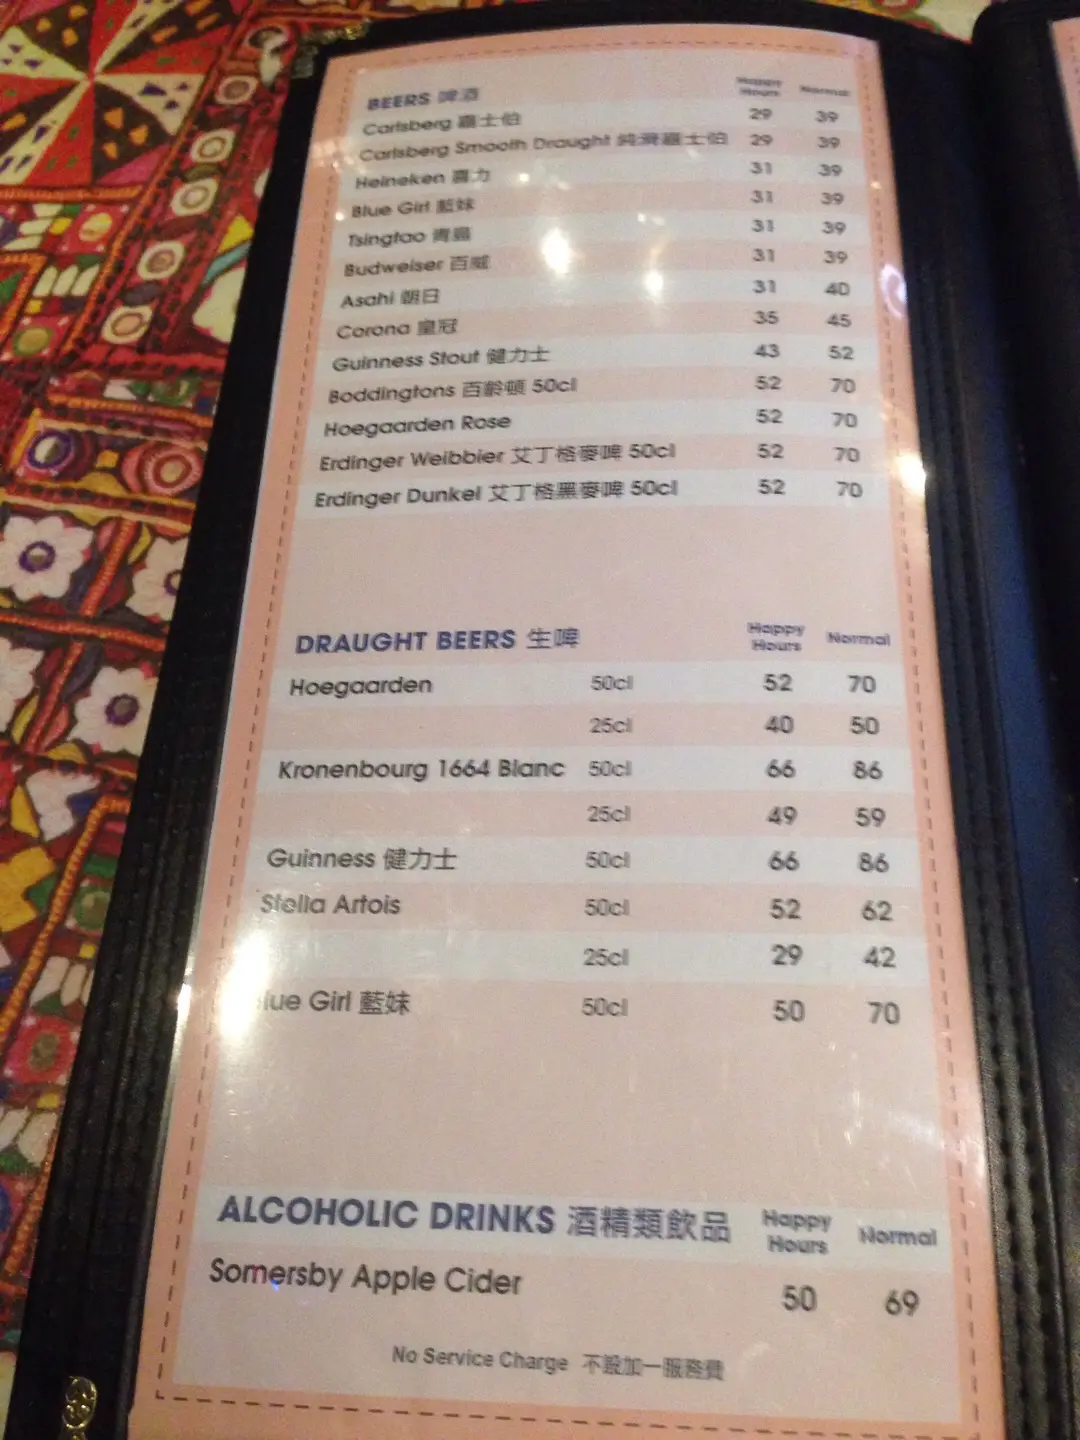 BEERS 啤酒 Happy Hours Normal
Carlsberg 嘉士伯 29 39
Carlsberg Smooth Draught 純滑嘉士伯 29 39
Heineken 喜力 31 39
Blue Girl 藍妹 31 39
Tsingtao 青島 31 39
Budweiser 百威 31 39
Asahi 朝日 31 40
Corona 皇冠 35 45
Guinness Stout 健力士 43 52
Boddingtons 百齡頓 50cl 52 70
Hoegaarden Rose 52 70
Erdinger Weibbier 艾丁格麥啤 50cl 52 70
Erdinger Dunkel 艾丁格黑麥啤 50cl 52 70
DRAUGHT BEERS 生啤 Happy Hours Normal
Hoegaarden 50cl 52 70
25cl 40 50
Kronenbourg 1664 Blanc 50cl 66 86
25cl 49 59
Guinness 健力士 50cl 66 86
Stella Artois 50cl 52 62
25cl 29 42
Blue Girl 藍妹 50cl 50 70
ALCOHOLIC DRINKS 酒精類飲品 Happy Hours Normal
Somersby Apple Cider 50 69
No Service Charge 不設加一服務費